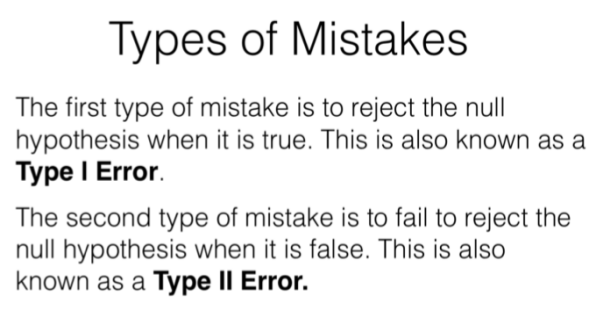 Types of Mistakes
The first type of mistake is to reject the null
hypothesis when it is true. This is also known as a
Type I Error.
The second type of mistake is to fail to reject the
null hypothesis when it is false. This is also
known as a Type II Error.